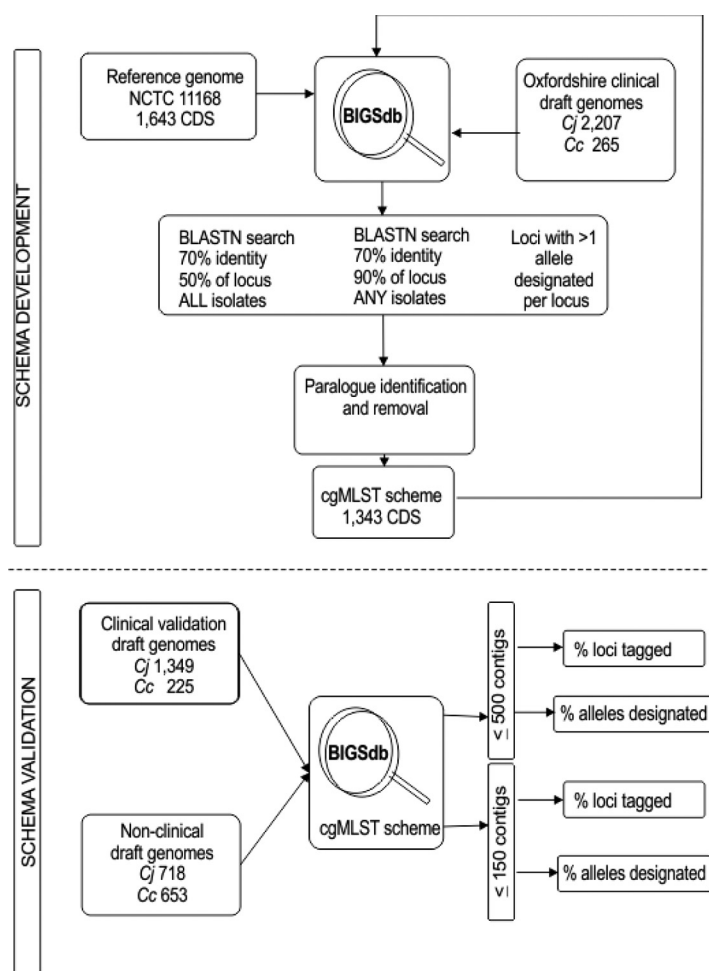 SCHEMA DEVELOPMENT
Reference genome
NCTC 11168
1,643 CDS
BIGSdb
Oxfordshire clinical
draft genomes
Cj 2,207
Cc 265
BLASTN search
70% identity
50% of locus
ALL isolates
BLASTN search
70% identity
90% of locus
ANY isolates
Loci with >1
allele
designated
per locus
Paralogue identification
and removal
cgMLST scheme
1,343 CDS
SCHEMA VALIDATION
Clinical validation
draft genomes
Cj 1,349
Cc 225
Non-clinical
draft genomes
Cj 718
Cc 653
BIGSdb
cgMLST scheme
≤ 500 contigs
% loci tagged
% alleles designated
≤ 150 contigs
% loci tagged
% alleles designated